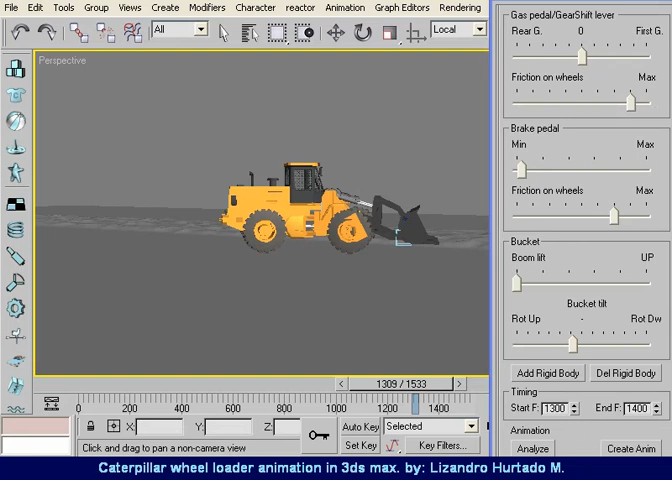 File Edit Tools Group Views Create Modifiers Character reactor Animation Graph Editors Rendering
All
Local
Perspective
1309 / 1533
0 200 400 600 800 1000 1200 1400
X: Y: Z:
Auto Key Selected
Set Key Key Filters...
Click and drag to pan a non-camera view
Gas pedal/GearShift lever
Rear G. 0 First G.
Friction on wheels Max
Brake pedal
Min Max
Friction on wheels Max
Bucket
Boom lift UP
Bucket tilt
Rot Up - Rot Dw
Add Rigid Body Del Rigid Body
Timing
Start F: 1300 End F: 1400
Animation
Analyze Create Anim
Caterpillar wheel loader animation in 3ds max. by: Lizandro Hurtado M.